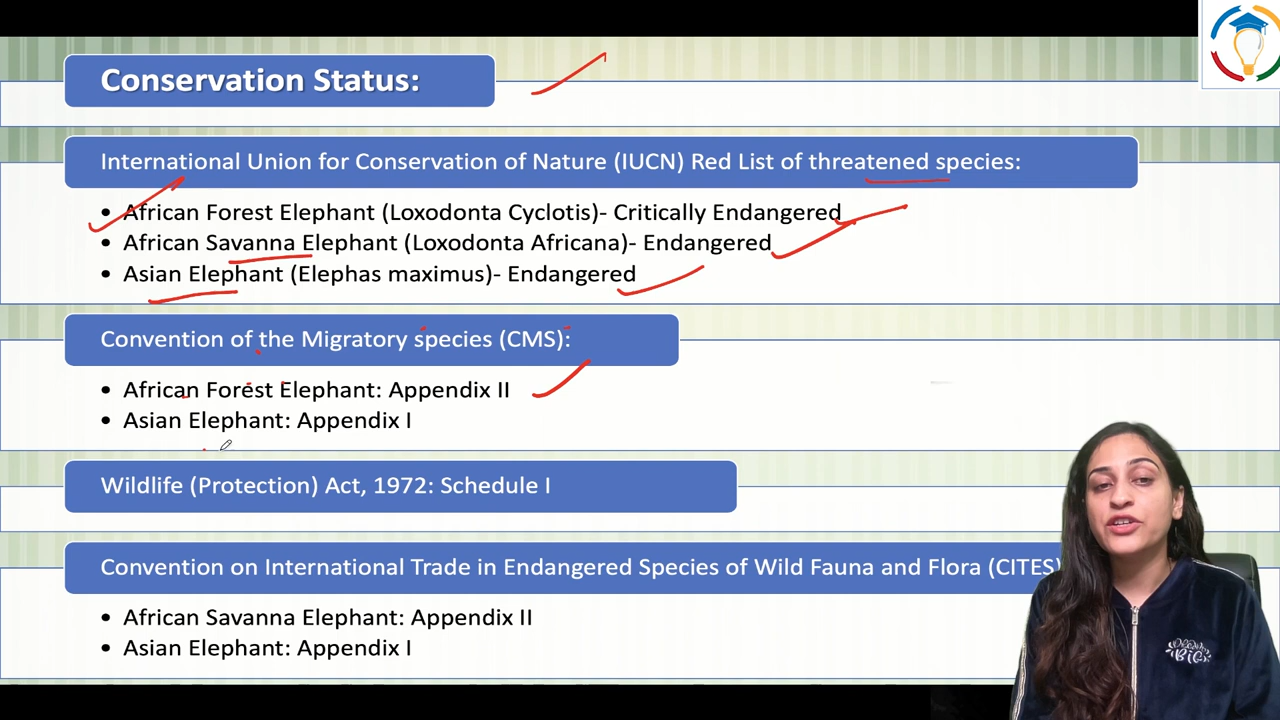 Conservation Status:
International Union for Conservation of Nature (IUCN) Red List of threatened species:
• African Forest Elephant (Loxodonta Cyclotis)- Critically Endangered
• African Savanna Elephant (Loxodonta Africana)- Endangered
• Asian Elephant (Elephas maximus)- Endangered
Convention of the Migratory species (CMS):
• African Forest Elephant: Appendix II
• Asian Elephant: Appendix I
Wildlife (Protection) Act, 1972: Schedule I
Convention on International Trade in Endangered Species of Wild Fauna and Flora (CITES)
• African Savanna Elephant: Appendix II
• Asian Elephant: Appendix I
BIG